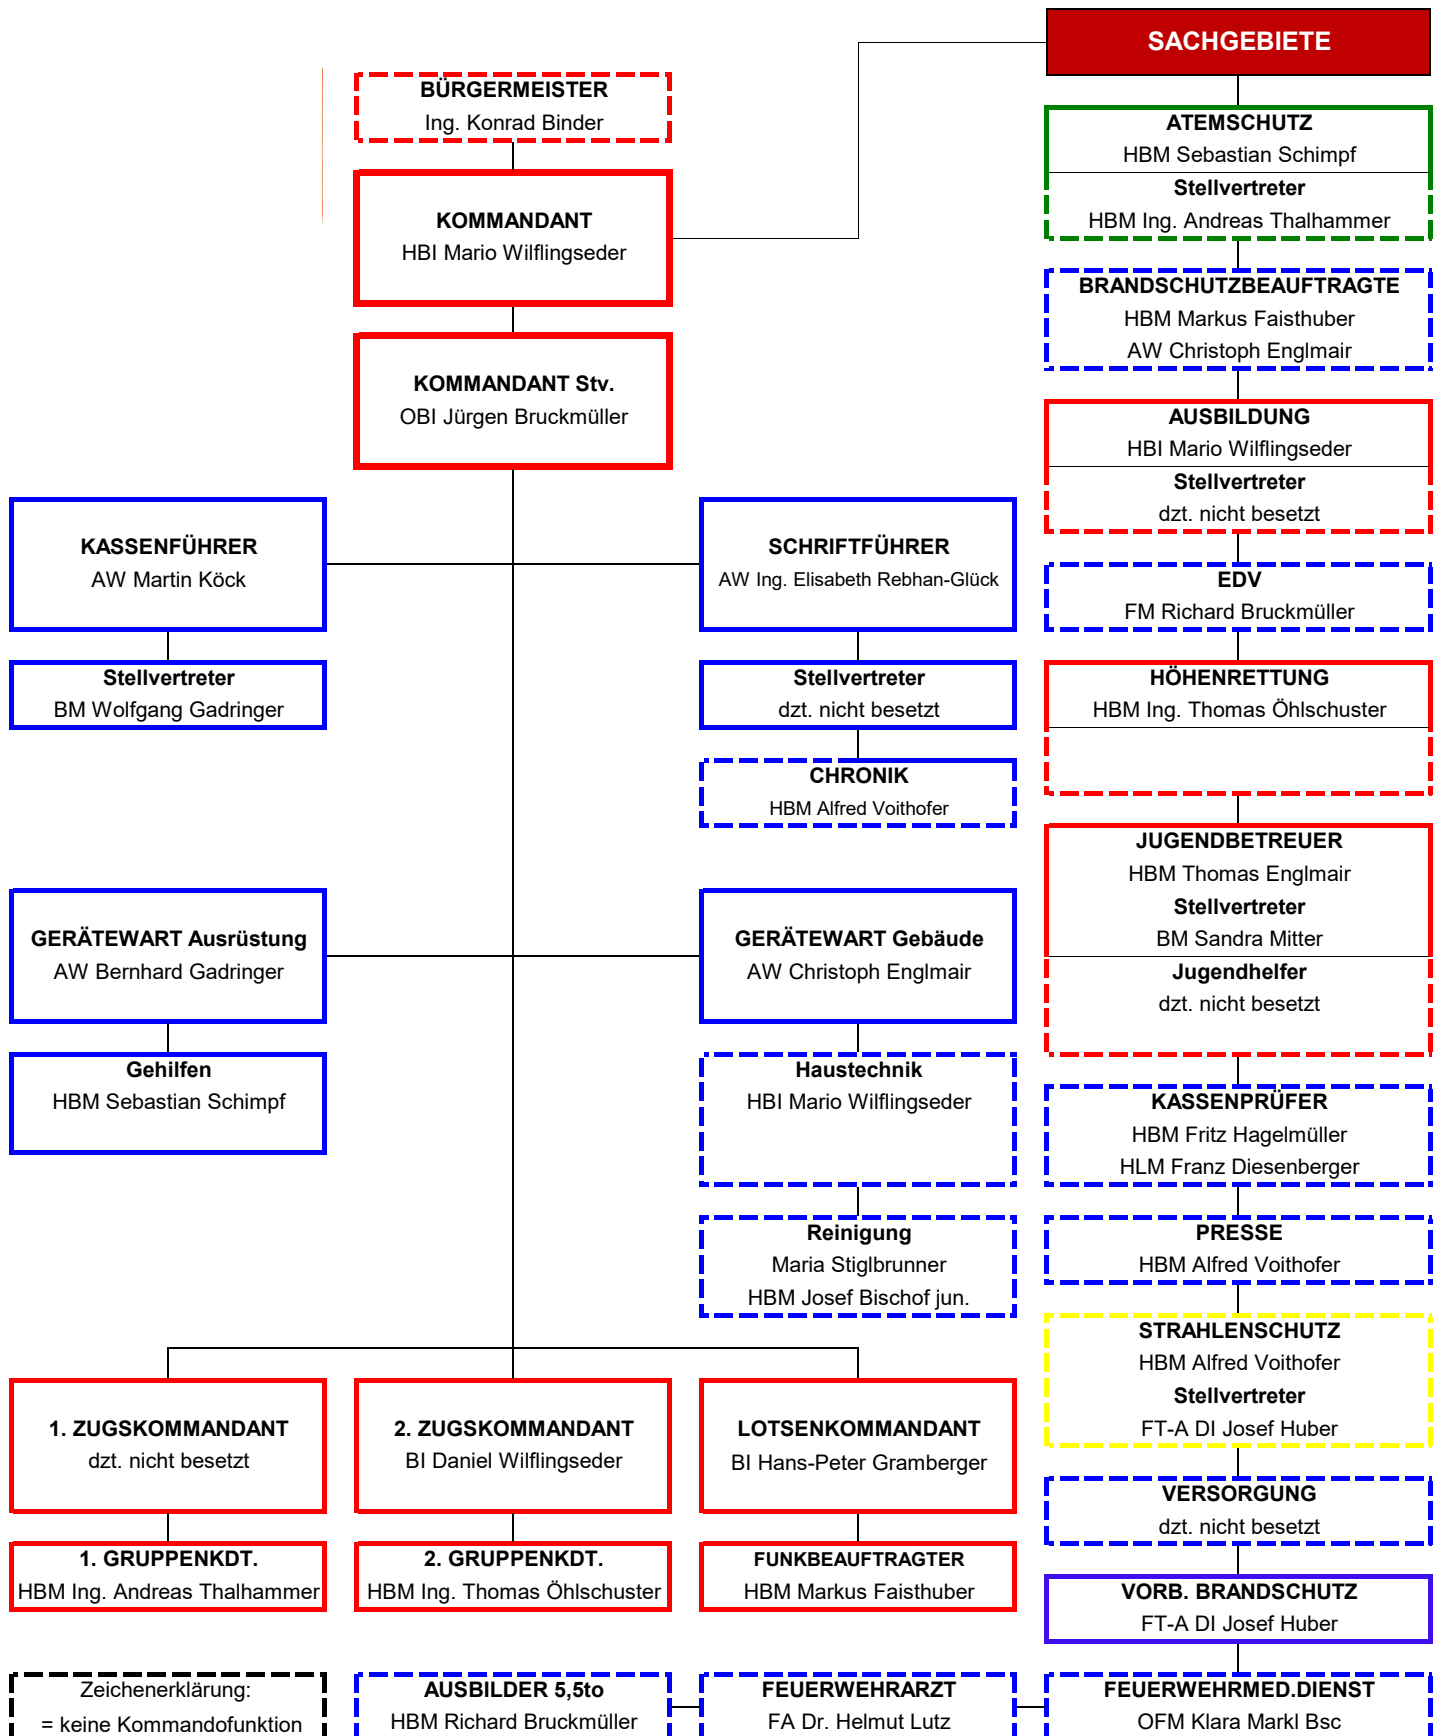 SACHGEBIETE
BÜRGERMEISTER
Ing. Konrad Binder
KOMMANDANT
HBI Mario Wilflingseder
KOMMANDANT Stv.
OBI Jürgen Bruckmüller
KASSENFÜHRER
AW Martin Köck
Stellvertreter
BM Wolfgang Gadringer
SCHRIFTFÜHRER
AW Ing. Elisabeth Rebhan-Glück
Stellvertreter
dzt. nicht besetzt
CHRONIK
HBM Alfred Voithofer
GERÄTEWART Ausrüstung
AW Bernhard Gadringer
Gehilfen
HBM Sebastian Schimpf
GERÄTEWART Gebäude
AW Christoph Englmair
Haustechnik
HBI Mario Wilflingseder
Reinigung
Maria Stiglbrunner
HBM Josef Bischof jun.
1. ZUGSKOMMANDANT
dzt. nicht besetzt
1. GRUPPENKDT.
HBM Ing. Andreas Thalhammer
2. ZUGSKOMMANDANT
BI Daniel Wilflingseder
2. GRUPPENKDT.
HBM Ing. Thomas Öhlschuster
LOTSENKOMMANDANT
BI Hans-Peter Gramberger
FUNKBEAUFTRAGTER
HBM Markus Faisthuber
ATEMSCHUTZ
HBM Sebastian Schimpf
Stellvertreter
HBM Ing. Andreas Thalhammer
BRANDSCHUTZBEAUFTRAGTE
HBM Markus Faisthuber
AW Christoph Englmair
AUSBILDUNG
HBI Mario Wilflingseder
Stellvertreter
dzt. nicht besetzt
EDV
FM Richard Bruckmüller
HÖHENRETTUNG
HBM Ing. Thomas Öhlschuster
JUGENDBETREUER
HBM Thomas Englmair
Stellvertreter
BM Sandra Mitter
Jugendhelfer
dzt. nicht besetzt
KASSENPRÜFER
HBM Fritz Hagelmüller
HLM Franz Diesenberger
PRESSE
HBM Alfred Voithofer
STRAHLENSCHUTZ
HBM Alfred Voithofer
Stellvertreter
FT-A DI Josef Huber
VERSORGUNG
dzt. nicht besetzt
VORB. BRANDSCHUTZ
FT-A DI Josef Huber
FEUERWEHRMED.DIENST
OFM Klara Markl Bsc
FEUERWEHRARZT
FA Dr. Helmut Lutz
AUSBILDER 5,5to
HBM Richard Bruckmüller
Zeichenerklärung:
= keine Kommandofunktion